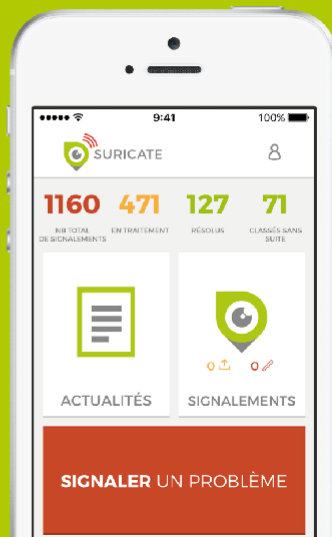 9:41
100%
SURICATE
1160 471 127 71
NB TOTAL DE SIGNALEMENTS EN TRAITEMENT RÉSOLUS CLASSÉS SANS SUITE
0 0
ACTUALITÉS SIGNALEMENTS
SIGNALER UN PROBLÈME